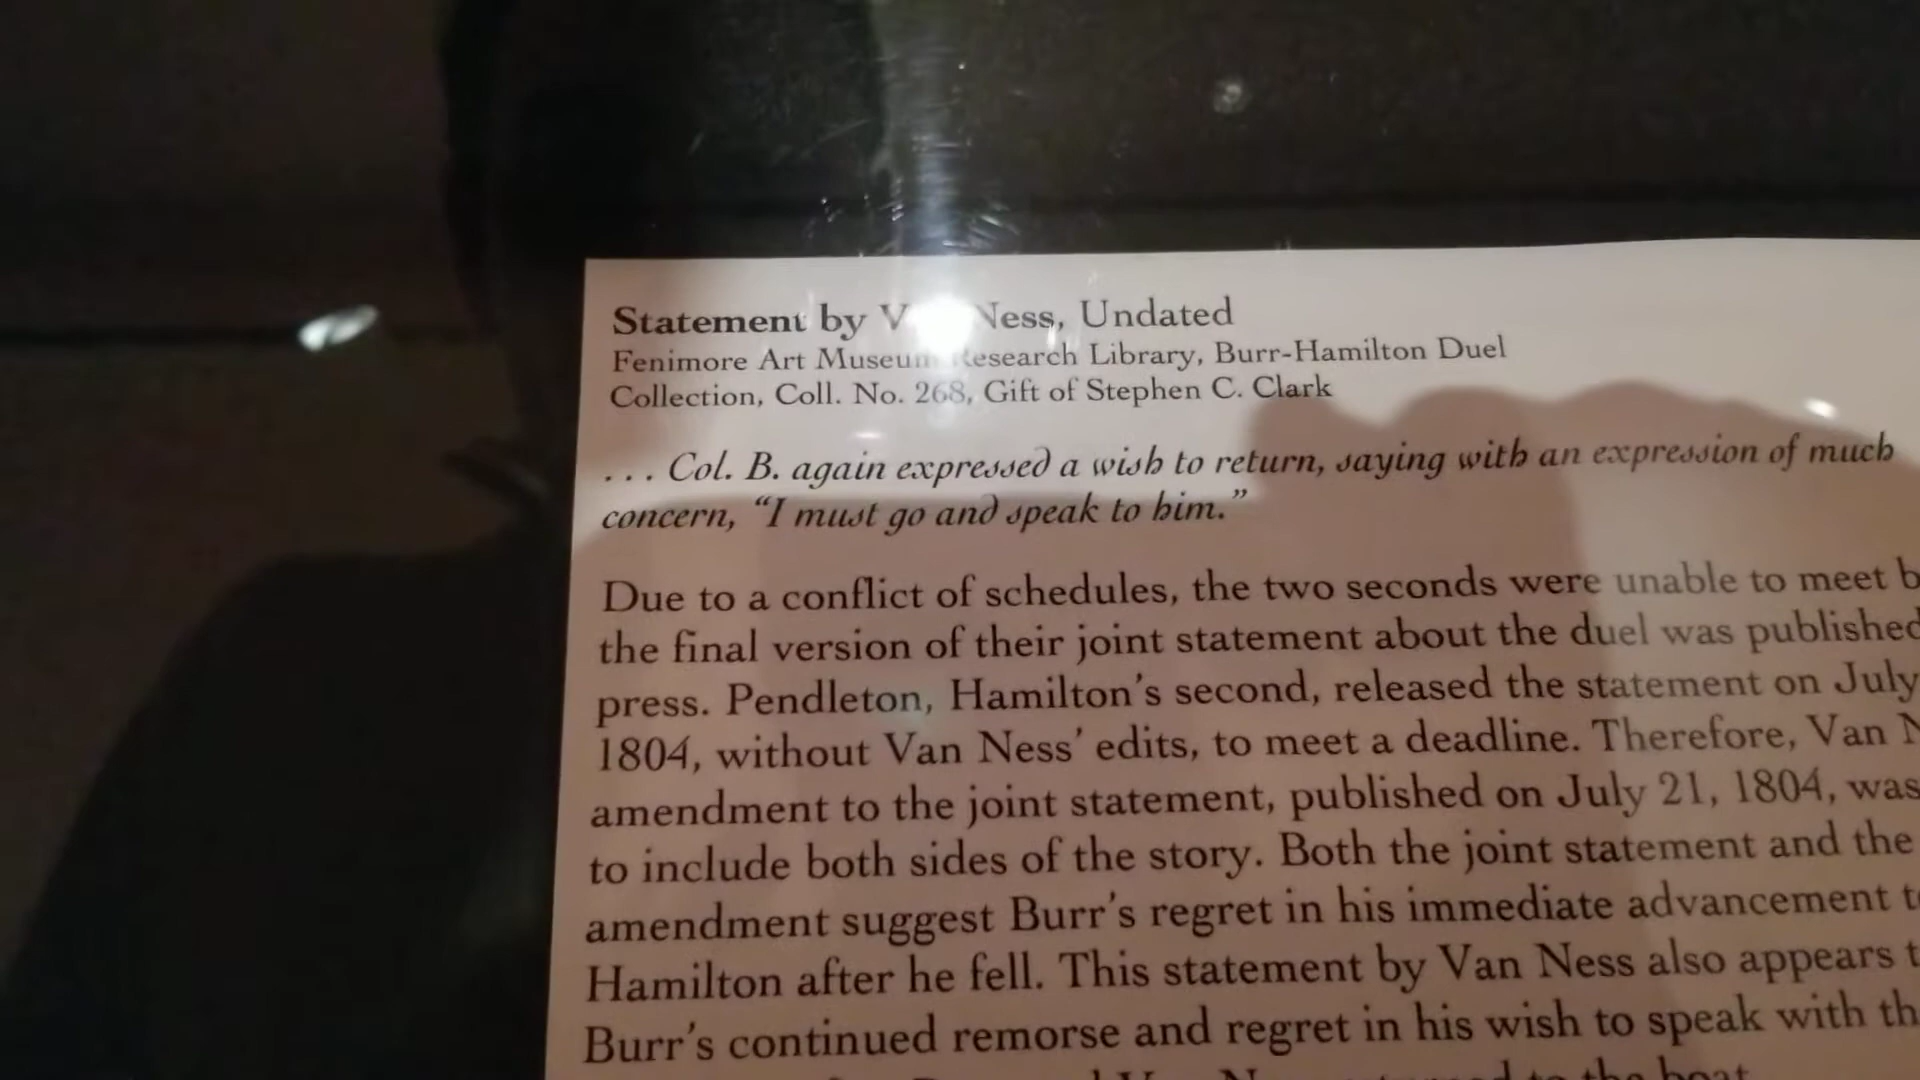 Statement by Ness, Undated
Fenimore Art Museum Research Library, Burr-Hamilton Duel
Collection, Coll. No. 268, Gift of Stephen C. Clark
. . . Col. B. again expressed a wish to return, saying with an expression of much
concern, “I must go and speak to him.”
Due to a conflict of schedules, the two seconds were unable to meet
the final version of their joint statement about the duel was published
press. Pendleton, Hamilton’s second, released the statement on July
1804, without Van Ness’ edits, to meet a deadline. Therefore, Van
amendment to the joint statement, published on July 21, 1804, was
to include both sides of the story. Both the joint statement and the
amendment suggest Burr’s regret in his immediate advancement
Hamilton after he fell. This statement by Van Ness also appears
Burr’s continued remorse and regret in his wish to speak with
to the boat